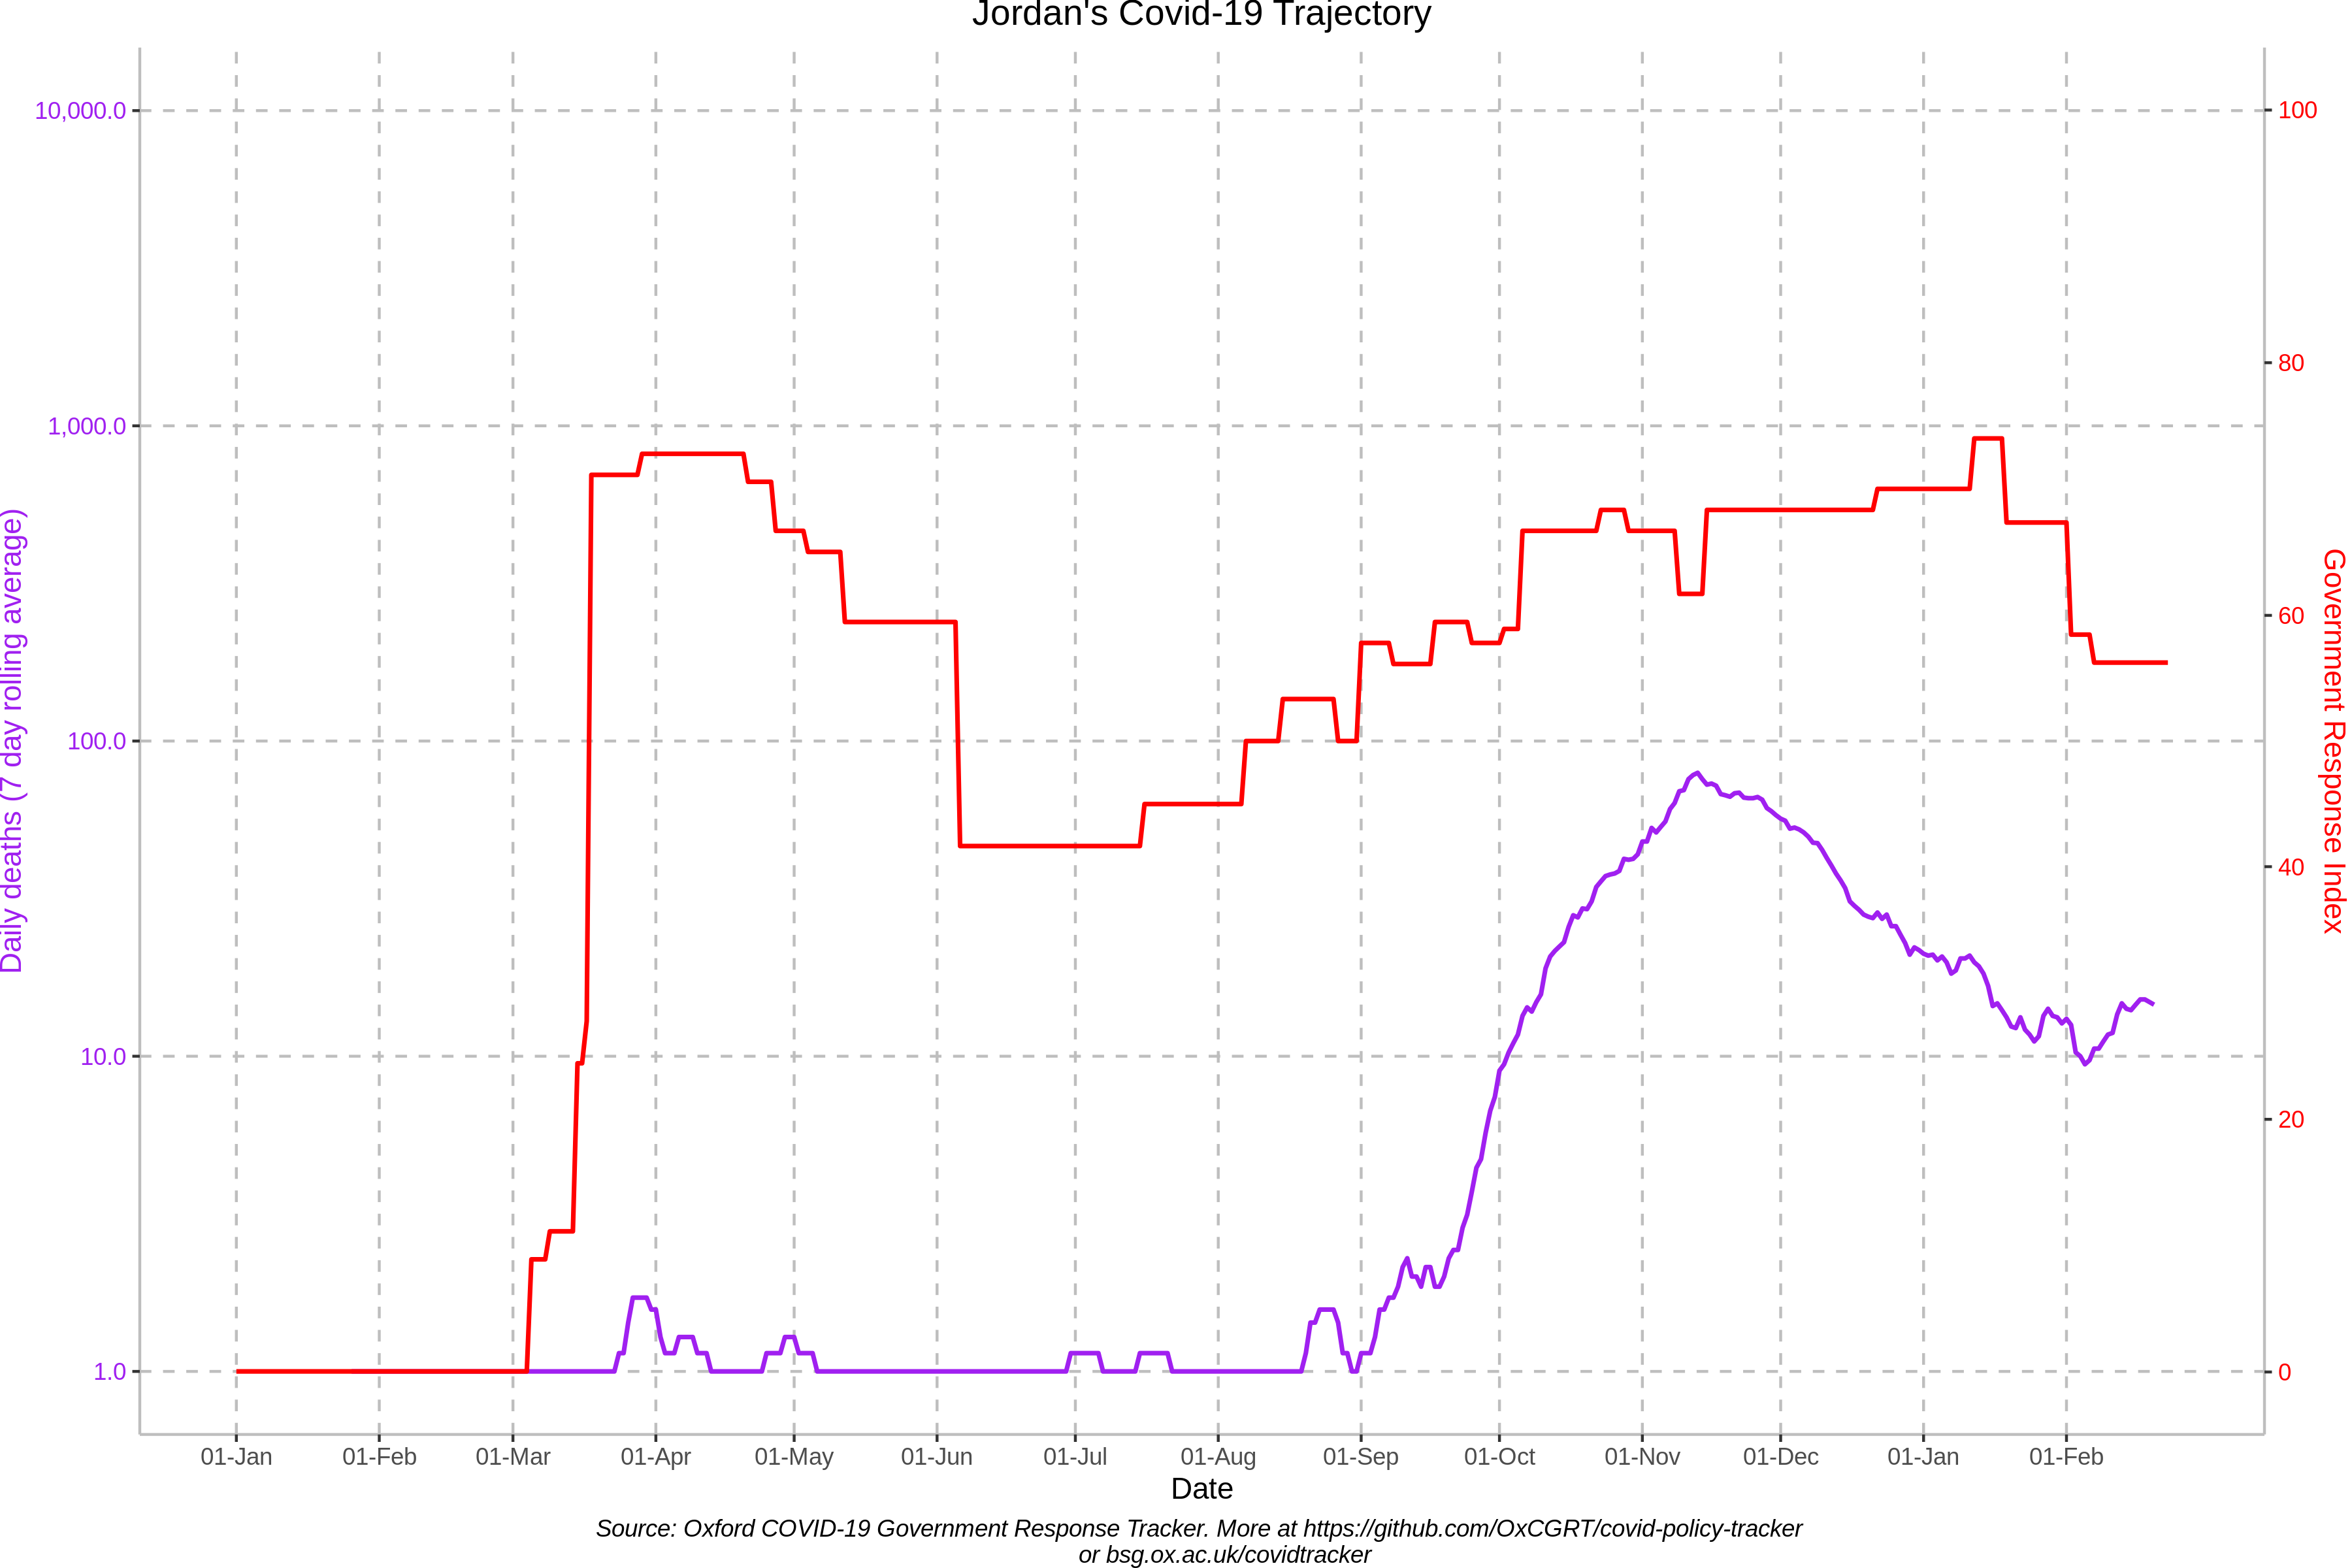 Jordan's Covid-19 Trajectory
Daily deaths (7 day rolling average)
10,000.0
1,000.0
100.0
10.0
1.0
100
80
60
40
20
0
Government Response Index
01-Jan 01-Feb 01-Mar 01-Apr 01-May 01-Jun 01-Jul 01-Aug 01-Sep 01-Oct 01-Nov 01-Dec 01-Jan 01-Feb
Date
Source: Oxford COVID-19 Government Response Tracker. More at https://github.com/OxCGRT/covid-policy-tracker
or bsg.ox.ac.uk/covidtracker